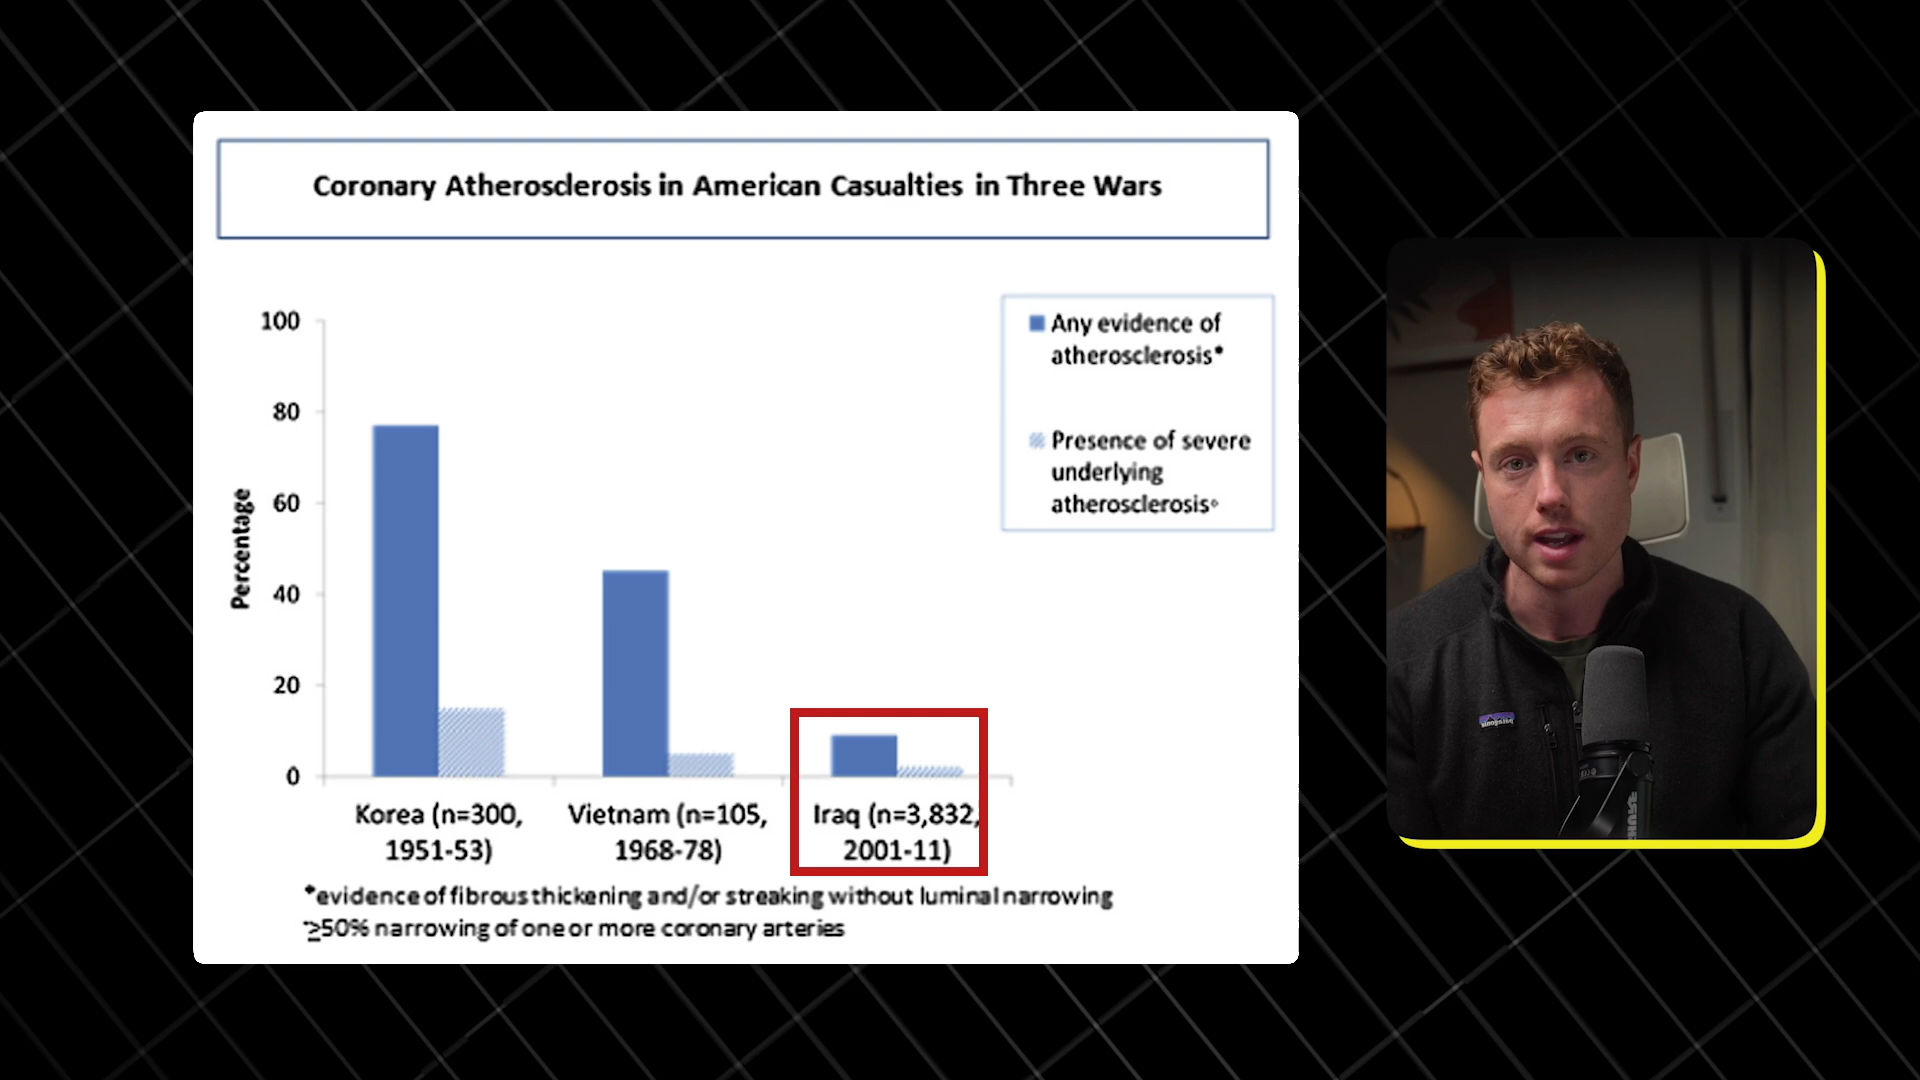 Coronary Atherosclerosis in American Casualties in Three Wars
100
80
60
40
20
0
Percentage
Any evidence of
atherosclerosis*
Presence of severe
underlying
atherosclerosis°
Korea (n=300,
1951-53)
Vietnam (n=105,
1968-78)
Iraq (n=3,832,
2001-11)
*evidence of fibrous thickening and/or streaking without luminal narrowing
°≥50% narrowing of one or more coronary arteries
patagonia